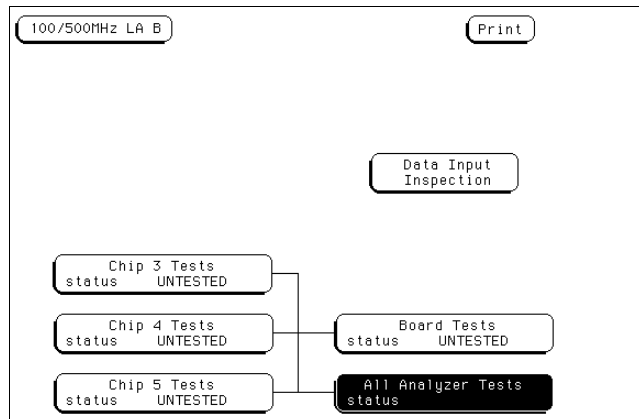 100/500MHz LA B
Print
Data Input
Inspection
Chip 3 Tests
status UNTESTED
Chip 4 Tests
status UNTESTED
Board Tests
status UNTESTED
Chip 5 Tests
status UNTESTED
All Analyzer Tests
status